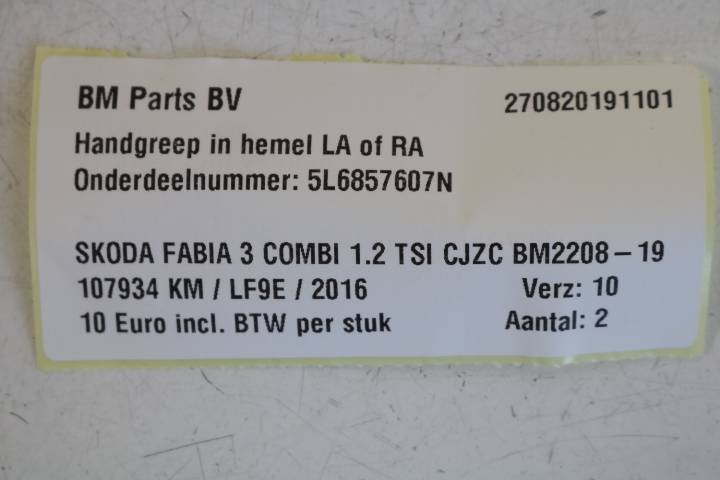 BM Parts BV 270820191101
Handgreep in hemel LA of RA
Onderdeelnummer: 5L6857607N
SKODA FABIA 3 COMBI 1.2 TSI CJZC BM2208-19
107934 KM / LF9E / 2016 Verz: 10
10 Euro incl. BTW per stuk Aantal: 2